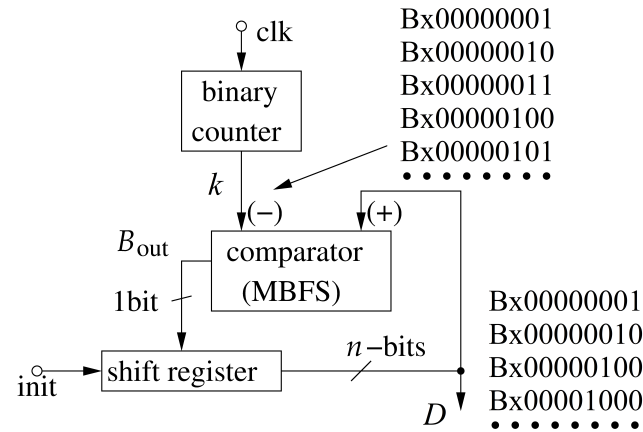 clk
Bx00000001
Bx00000010
Bx00000011
Bx00000100
Bx00000101
• • • • • • • •
binary
counter
k
(−)
(+)
B out
comparator
(MBFS)
1bit
n−bits
init
shift register
D
Bx00000001
Bx00000010
Bx00000100
Bx00001000
• • • • • • • •